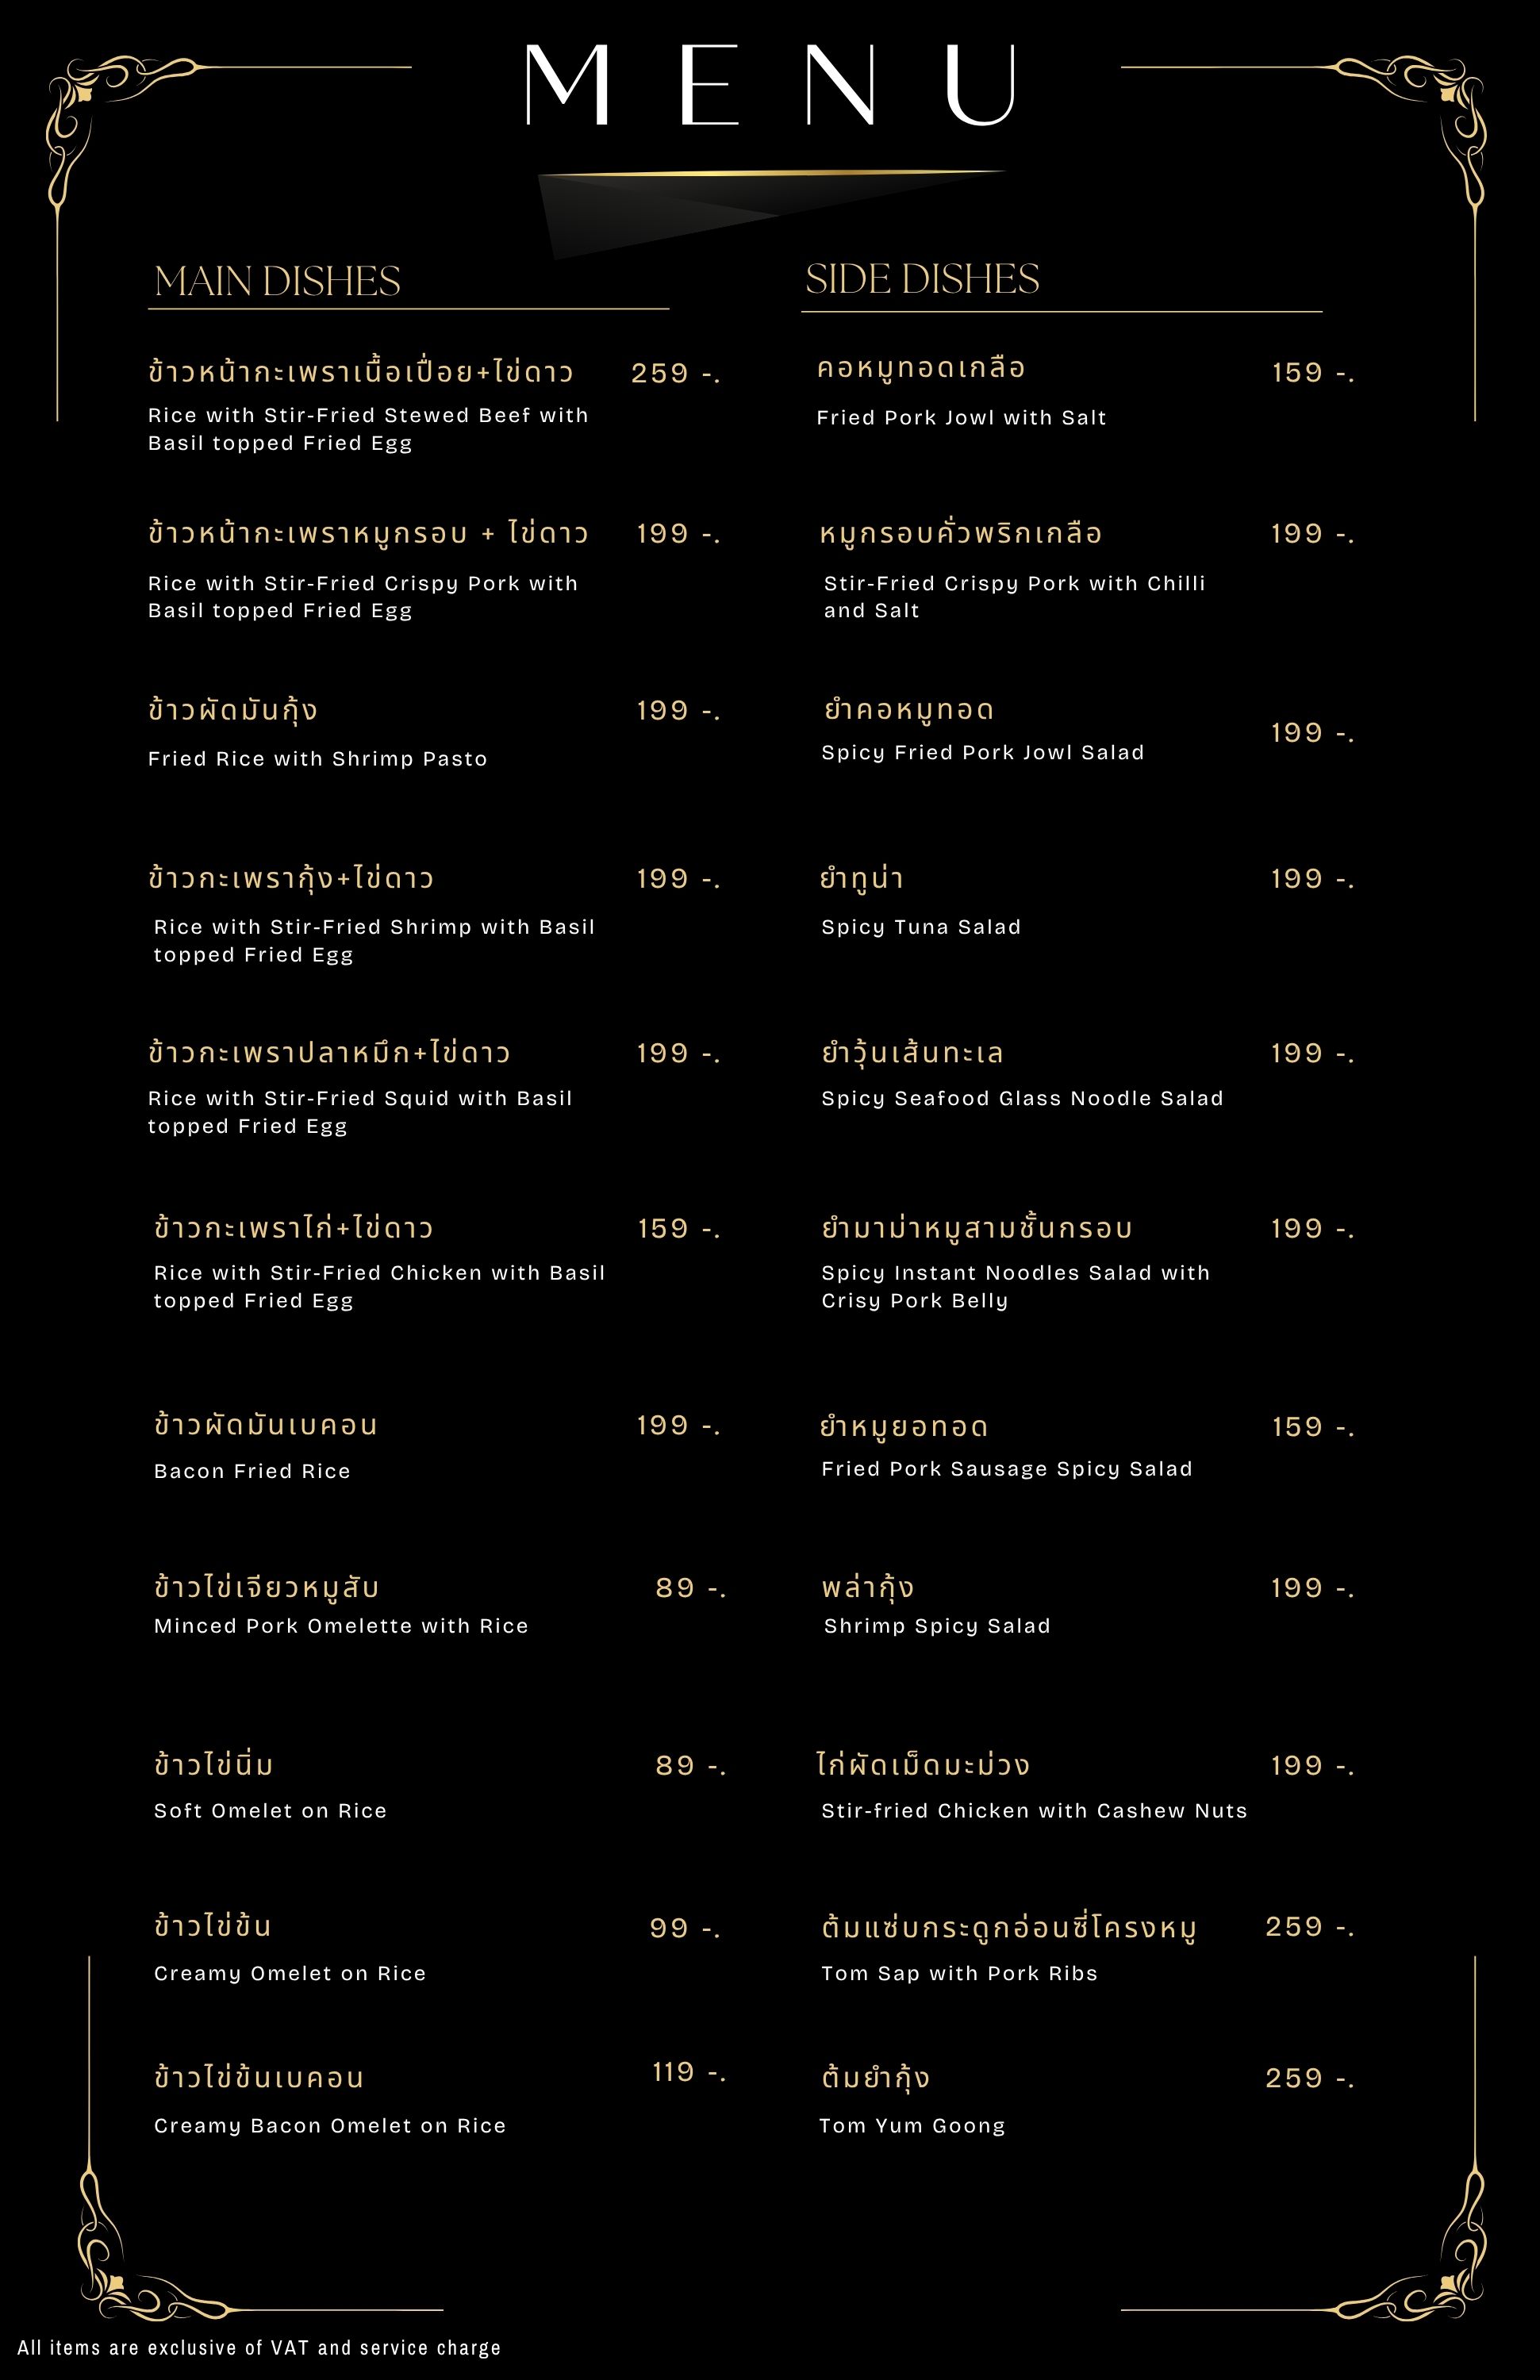 MENU
MAIN DISHES
ข้าวหน้ากะเพราเนื้อเปื่อย+ไข่ดาว 259 -.
Rice with Stir-Fried Stewed Beef with
Basil topped Fried Egg
ข้าวหน้ากะเพราหมูกรอบ + ไข่ดาว 199 -.
Rice with Stir-Fried Crispy Pork with
Basil topped Fried Egg
ข้าวผัดมันกุ้ง 199 -.
Fried Rice with Shrimp Pasto
ข้าวกะเพรากุ้ง+ไข่ดาว 199 -.
Rice with Stir-Fried Shrimp with Basil
topped Fried Egg
ข้าวกะเพราปลาหมึก+ไข่ดาว 199 -.
Rice with Stir-Fried Squid with Basil
topped Fried Egg
ข้าวกะเพราไก่+ไข่ดาว 159 -.
Rice with Stir-Fried Chicken with Basil
topped Fried Egg
ข้าวผัดมันเบคอน 199 -.
Bacon Fried Rice
ข้าวไข่เจียวหมูสับ 89 -.
Minced Pork Omelette with Rice
ข้าวไข่นิ่ม 89 -.
Soft Omelet on Rice
ข้าวไข่ข้น 99 -.
Creamy Omelet on Rice
ข้าวไข่ข้นเบคอน 119 -.
Creamy Bacon Omelet on Rice
SIDE DISHES
คอหมูทอดเกลือ 159 -.
Fried Pork Jowl with Salt
หมูกรอบคั่วพริกเกลือ 199 -.
Stir-Fried Crispy Pork with Chilli
and Salt
ยำคอหมูทอด 199 -.
Spicy Fried Pork Jowl Salad
ยำทูน่า 199 -.
Spicy Tuna Salad
ยำวุ้นเส้นทะเล 199 -.
Spicy Seafood Glass Noodle Salad
ยำมาม่าหมูสามชั้นกรอบ 199 -.
Spicy Instant Noodles Salad with
Crisy Pork Belly
ยำหมูยอทอด 159 -.
Fried Pork Sausage Spicy Salad
พล่ากุ้ง 199 -.
Shrimp Spicy Salad
ไก่ผัดเม็ดมะม่วง 199 -.
Stir-fried Chicken with Cashew Nuts
ต้มแซ่บกระดูกอ่อนซี่โครงหมู 259 -.
Tom Sap with Pork Ribs
ต้มยำกุ้ง 259 -.
Tom Yum Goong
All items are exclusive of VAT and service charge